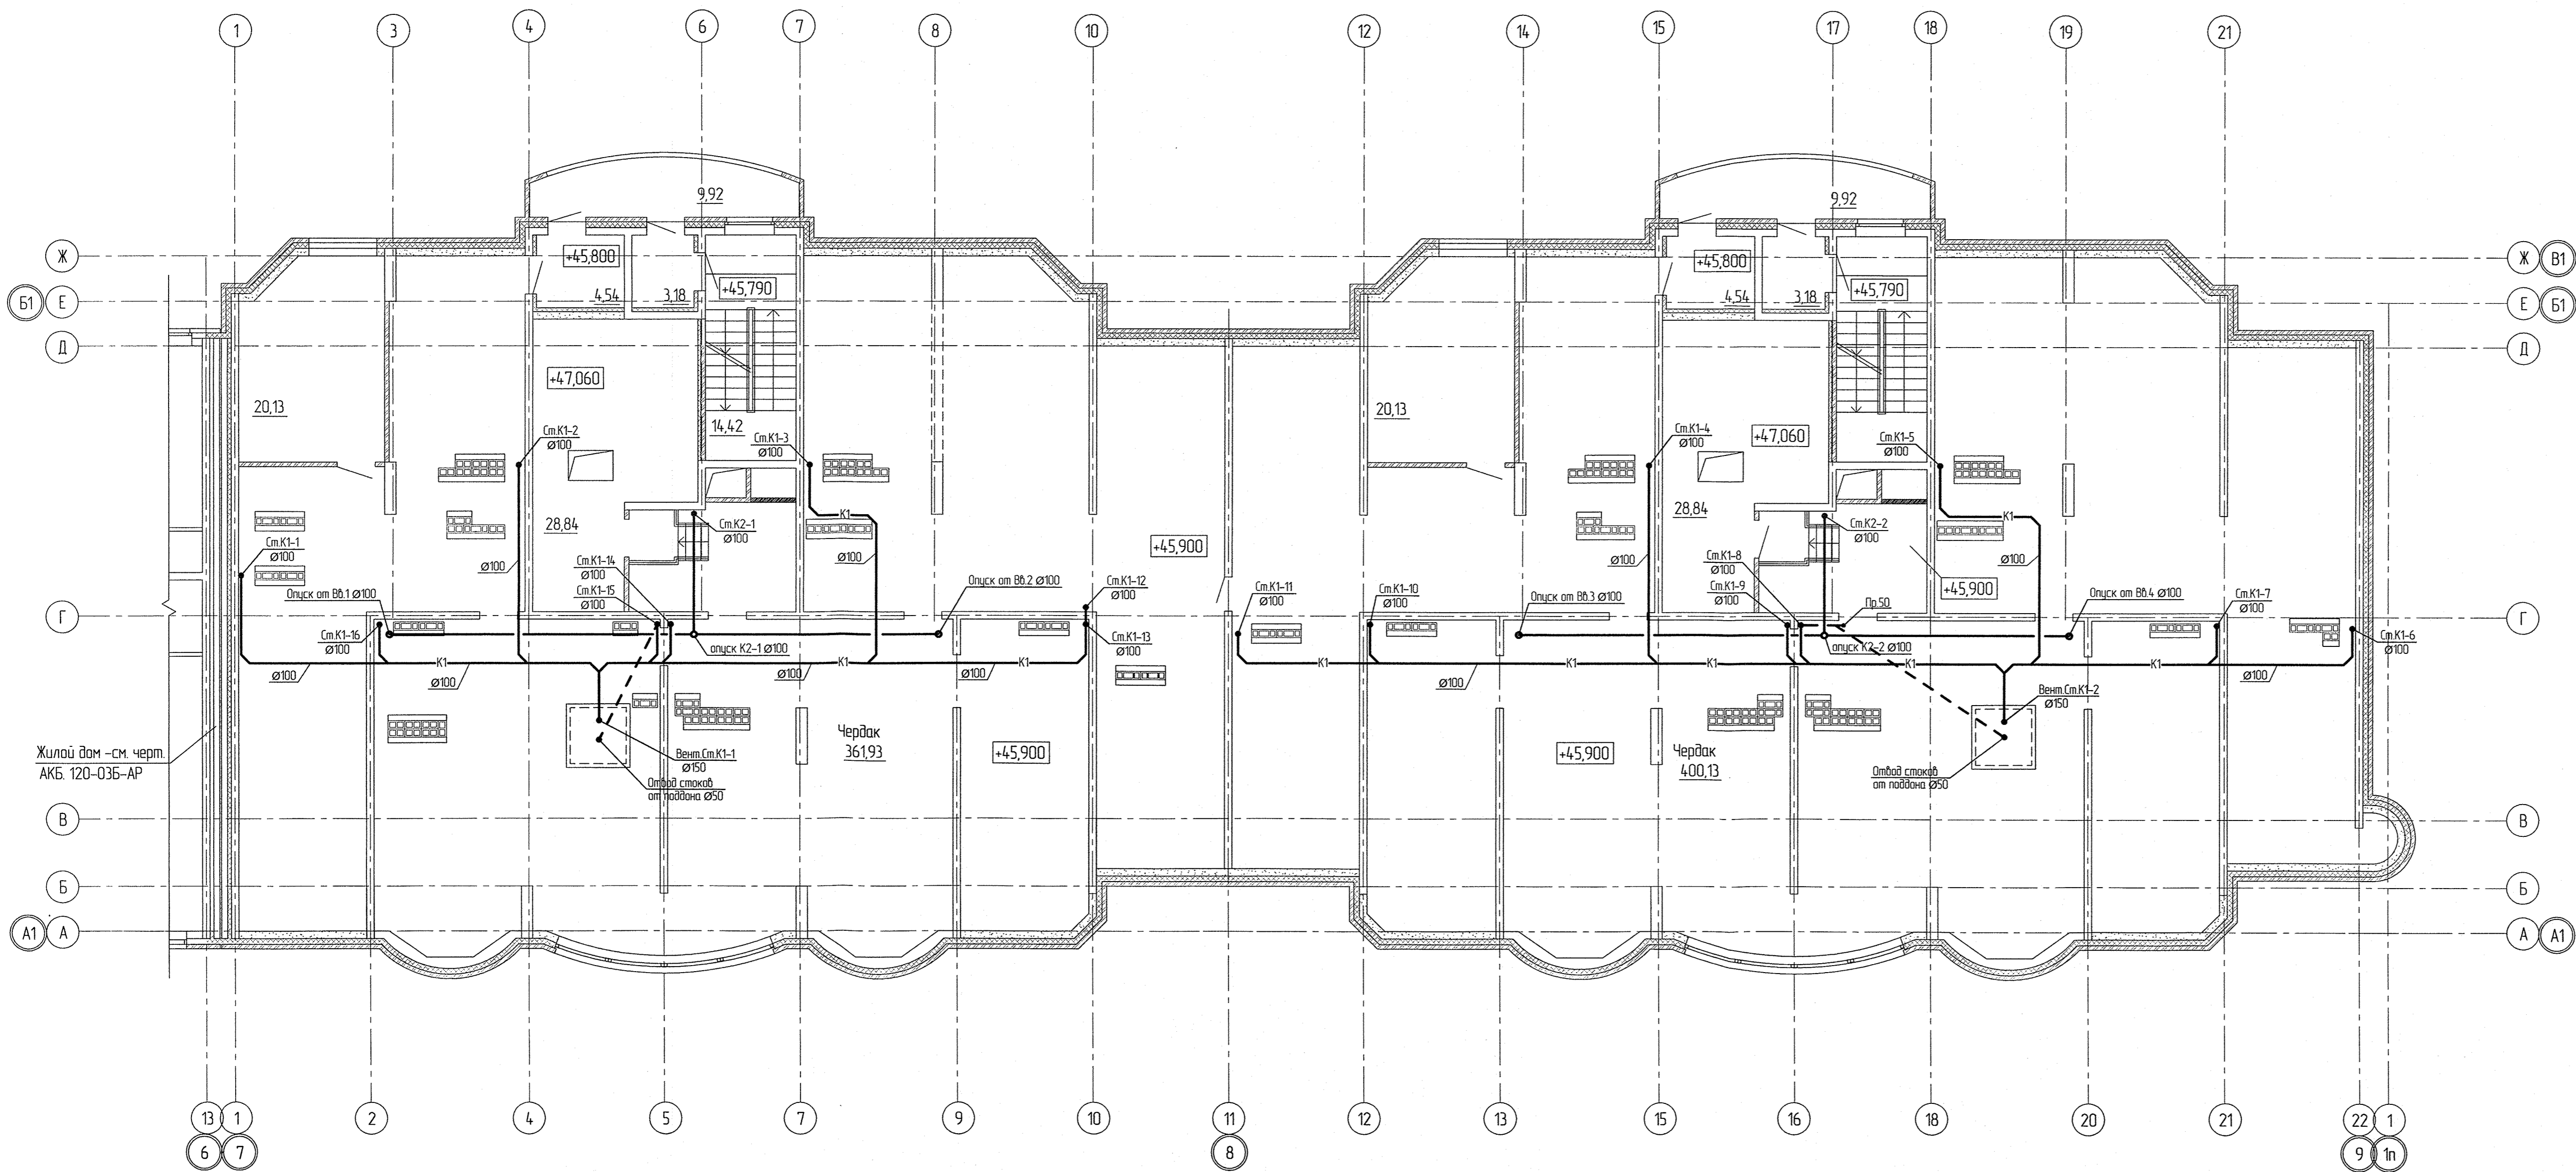 1
3
4
6
7
8
10
12
14
15
17
18
19
21
9,92
9,92
Ж
+45,800
+45,800
Ж
В1
Б1
Е
4,54
3,18
+45,790
4,54
3,18
+45,790
Е
Б1
Д
Д
+47,060
20,13
20,13
14,42
Ст.К1-2
Ø100
Ст.К1-3
Ø100
Ст.К1-4
Ø100
+47,060
Ст.К1-5
Ø100
28,84
28,84
К1
К1
Ст.К2-1
Ø100
Ст.К2-2
Ø100
Ст.К1-1
Ø100
+45,900
Ø100
Ст.К1-14
Ø100
Ø100
Ø100
Ст.К1-8
Ø100
Ø100
Опуск от Вв.1 Ø100
Ст.К1-15
Ø100
Опуск от Вв.2 Ø100
Ст.К1-12
Ø100
Ст.К1-11
Ø100
Ст.К1-10
Ø100
Опуск от Вв.3 Ø100
Ст.К1-9
Ø100
+45,900
Пр.50
Опуск от Вв.4 Ø100
Ст.К1-7
Ø100
Г
Г
Ст.К1-16
Ø100
опуск К2-1 Ø100
Ст.К1-13
Ø100
опуск К2-2 Ø100
Ст.К1-6
Ø100
К1
К1
К1
К1
К1
К1
К1
К1
Ø100
Ø100
Ø100
Ø100
Ø100
Ø100
Вент.Ст.К1-2
Ø150
Жилой дом -см. черт.
АКБ. 120-03Б-АР
Вент.Ст.К1-1
Ø150
Отвод стоков
от поддона Ø50
Чердак
361,93
+45,900
+45,900
Чердак
400,13
Отвод стоков
от поддона Ø50
В
В
Б
Б
А1
А
А
А1
13
1
2
4
5
7
9
10
11
12
13
15
16
18
20
21
22
1
6
7
8
9
1п